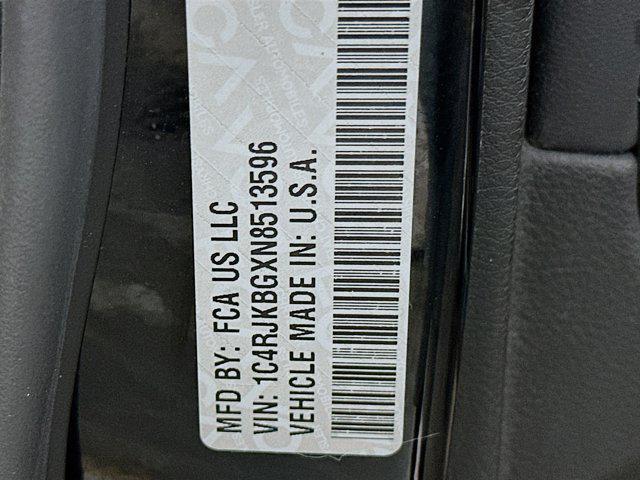 MFD BY: FCA US LLC
VIN: 1C4RJKBGXN8513596
VEHICLE MADE IN: U.S.A.